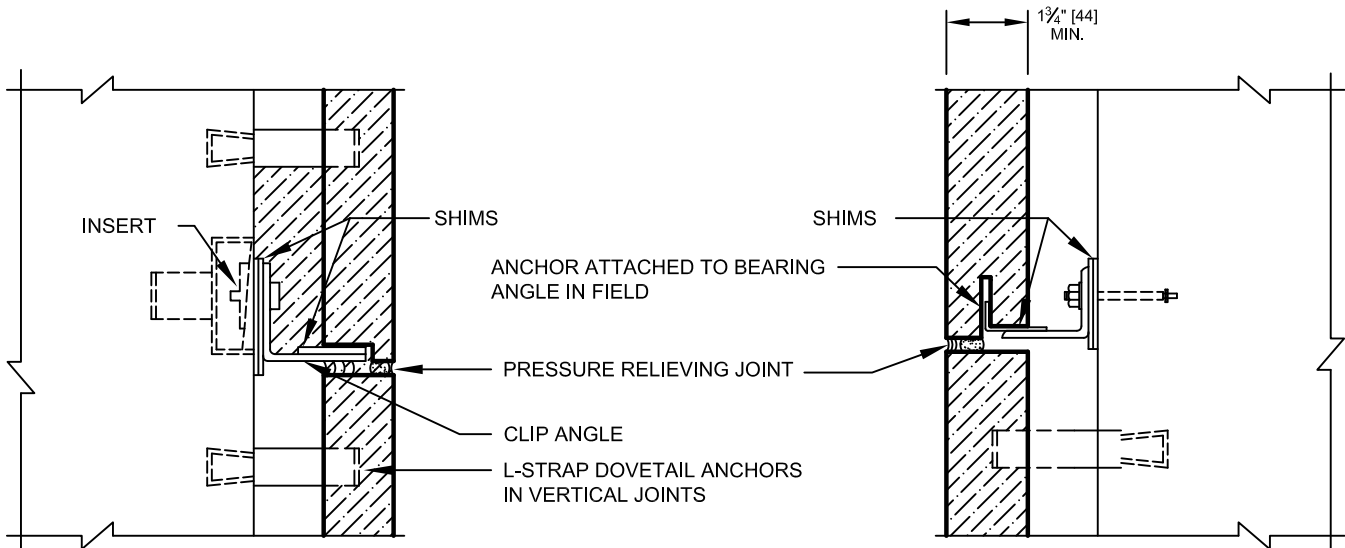 1¾" [44]
MIN.
INSERT
SHIMS
SHIMS
ANCHOR ATTACHED TO BEARING
ANGLE IN FIELD
PRESSURE RELIEVING JOINT
CLIP ANGLE
L-STRAP DOVETAIL ANCHORS
IN VERTICAL JOINTS